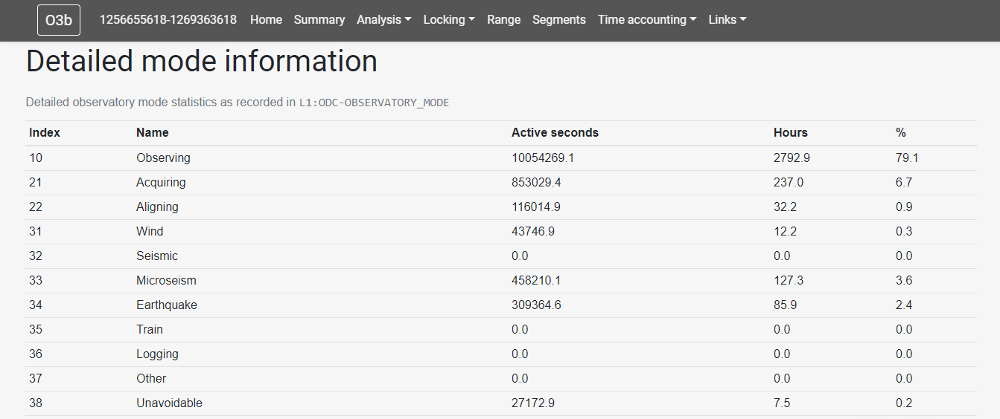 O3b 1256655618-1269363618 Home Summary Analysis Locking Range Segments Time accounting Links
Detailed mode information
Detailed observatory mode statistics as recorded in L1:ODC-OBSERVATORY_MODE
Index Name Active seconds Hours %
10 Observing 10054269.1 2792.9 79.1
21 Acquiring 853029.4 237.0 6.7
22 Aligning 116014.9 32.2 0.9
31 Wind 43746.9 12.2 0.3
32 Seismic 0.0 0.0 0.0
33 Microseism 458210.1 127.3 3.6
34 Earthquake 309364.6 85.9 2.4
35 Train 0.0 0.0 0.0
36 Logging 0.0 0.0 0.0
37 Other 0.0 0.0 0.0
38 Unavoidable 27172.9 7.5 0.2